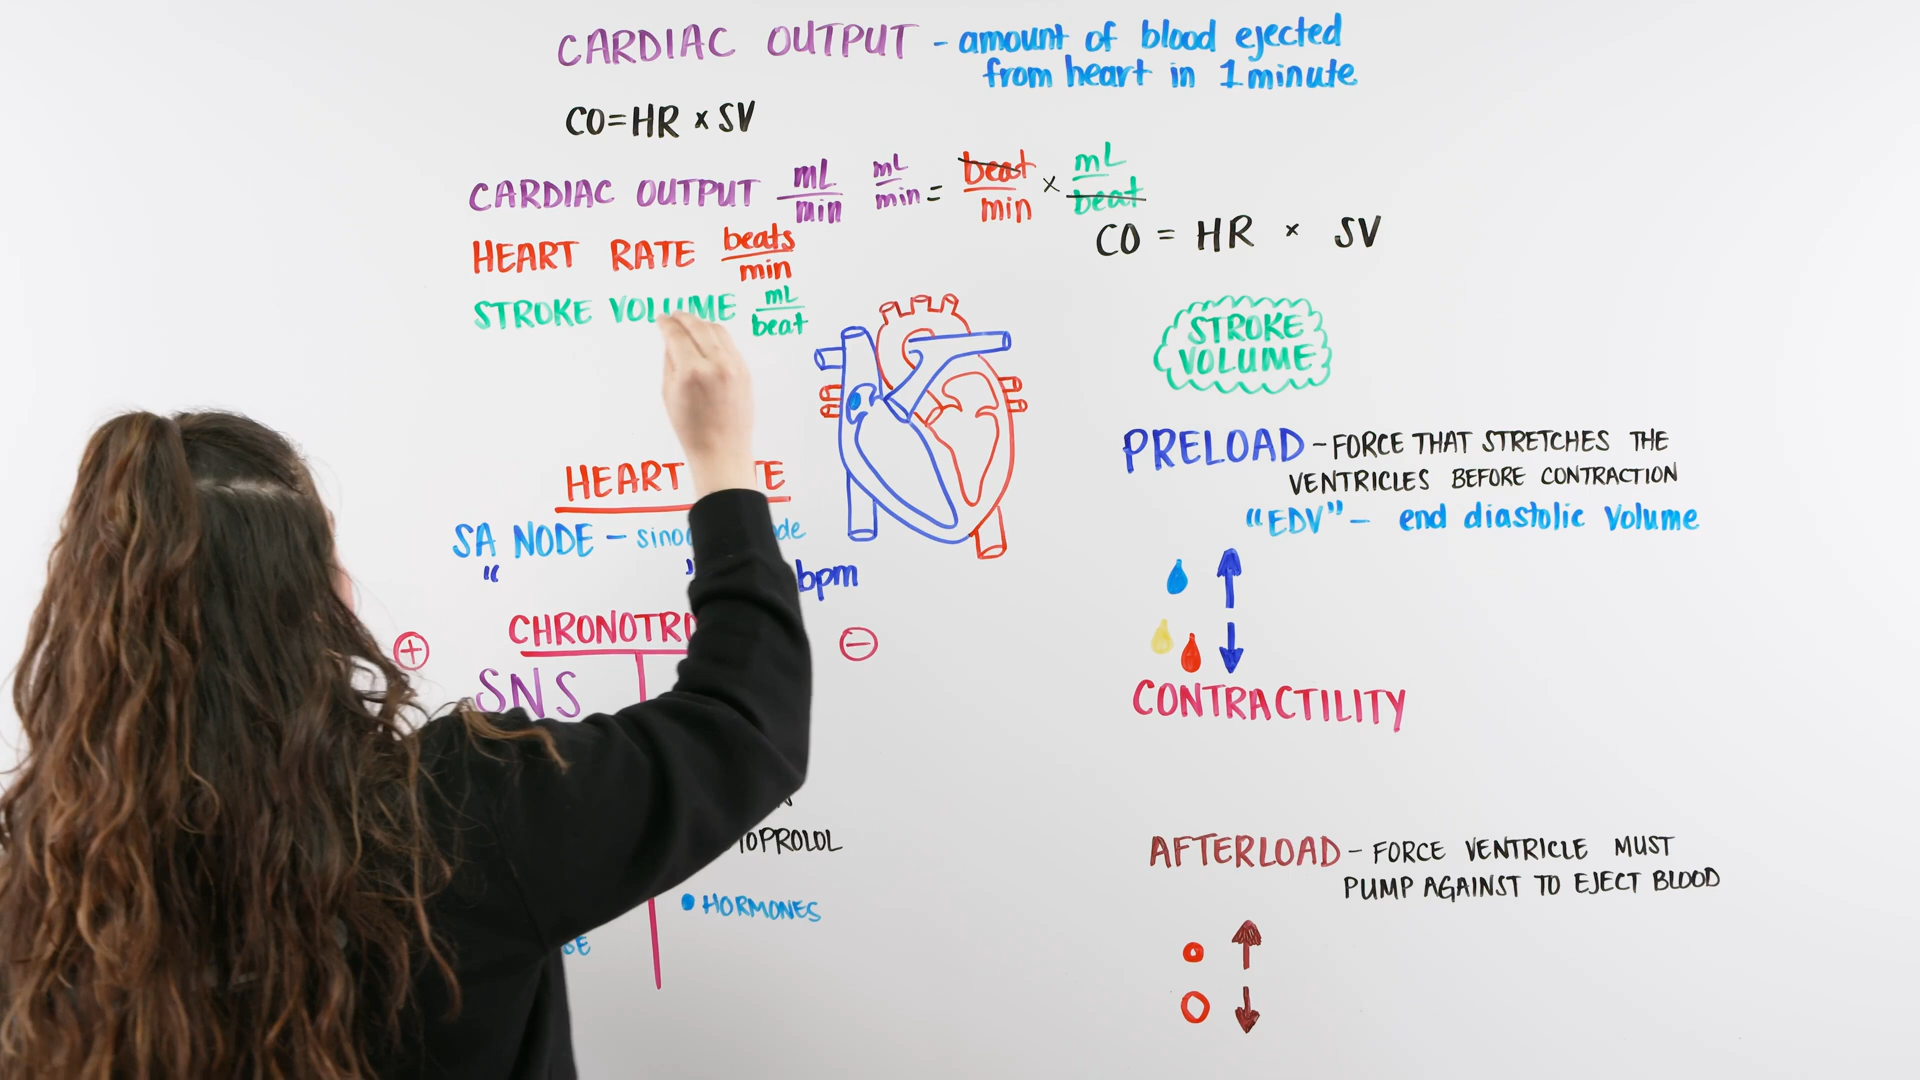 CARDIAC OUTPUT - amount of blood ejected
from heart in 1 minute
CO=HR x SV
CARDIAC OUTPUT mL/min mL/min = beat/min x mL/beat
CO = HR x SV
HEART RATE beats/min
STROKE VOLUME mL/beat
HEART
SA NODE -
" " bpm
+ -
SNS
HORMONES
STROKE
VOLUME
PRELOAD - FORCE THAT STRETCHES THE
VENTRICLES BEFORE CONTRACTION
"EDV" - end diastolic Volume
CONTRACTILITY
AFTERLOAD - FORCE VENTRICLE MUST
PUMP AGAINST TO EJECT BLOOD